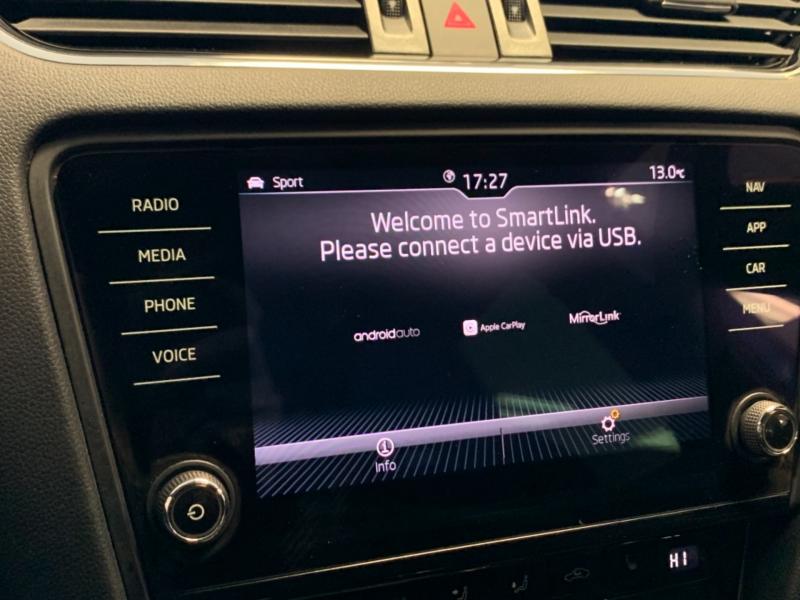 Sport
17:27
13.0°C
Welcome to SmartLink.
Please connect a device via USB.
androidauto
Apple CarPlay
MirrorLink
Info
Settings
RADIO
MEDIA
PHONE
VOICE
NAV
APP
CAR
MENU
HI